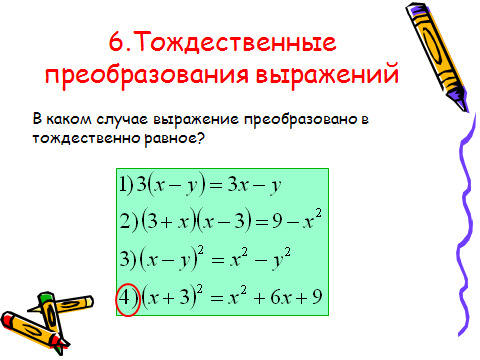 6.Тождественные
преобразования выражений
В каком случае выражение преобразовано в
тождественно равное?
1) 3(x − y) = 3x − y
2) (3 + x)(x − 3) = 9 − x²
3) (x − y)² = x² − y²
4) (x + 3)² = x² + 6x + 9